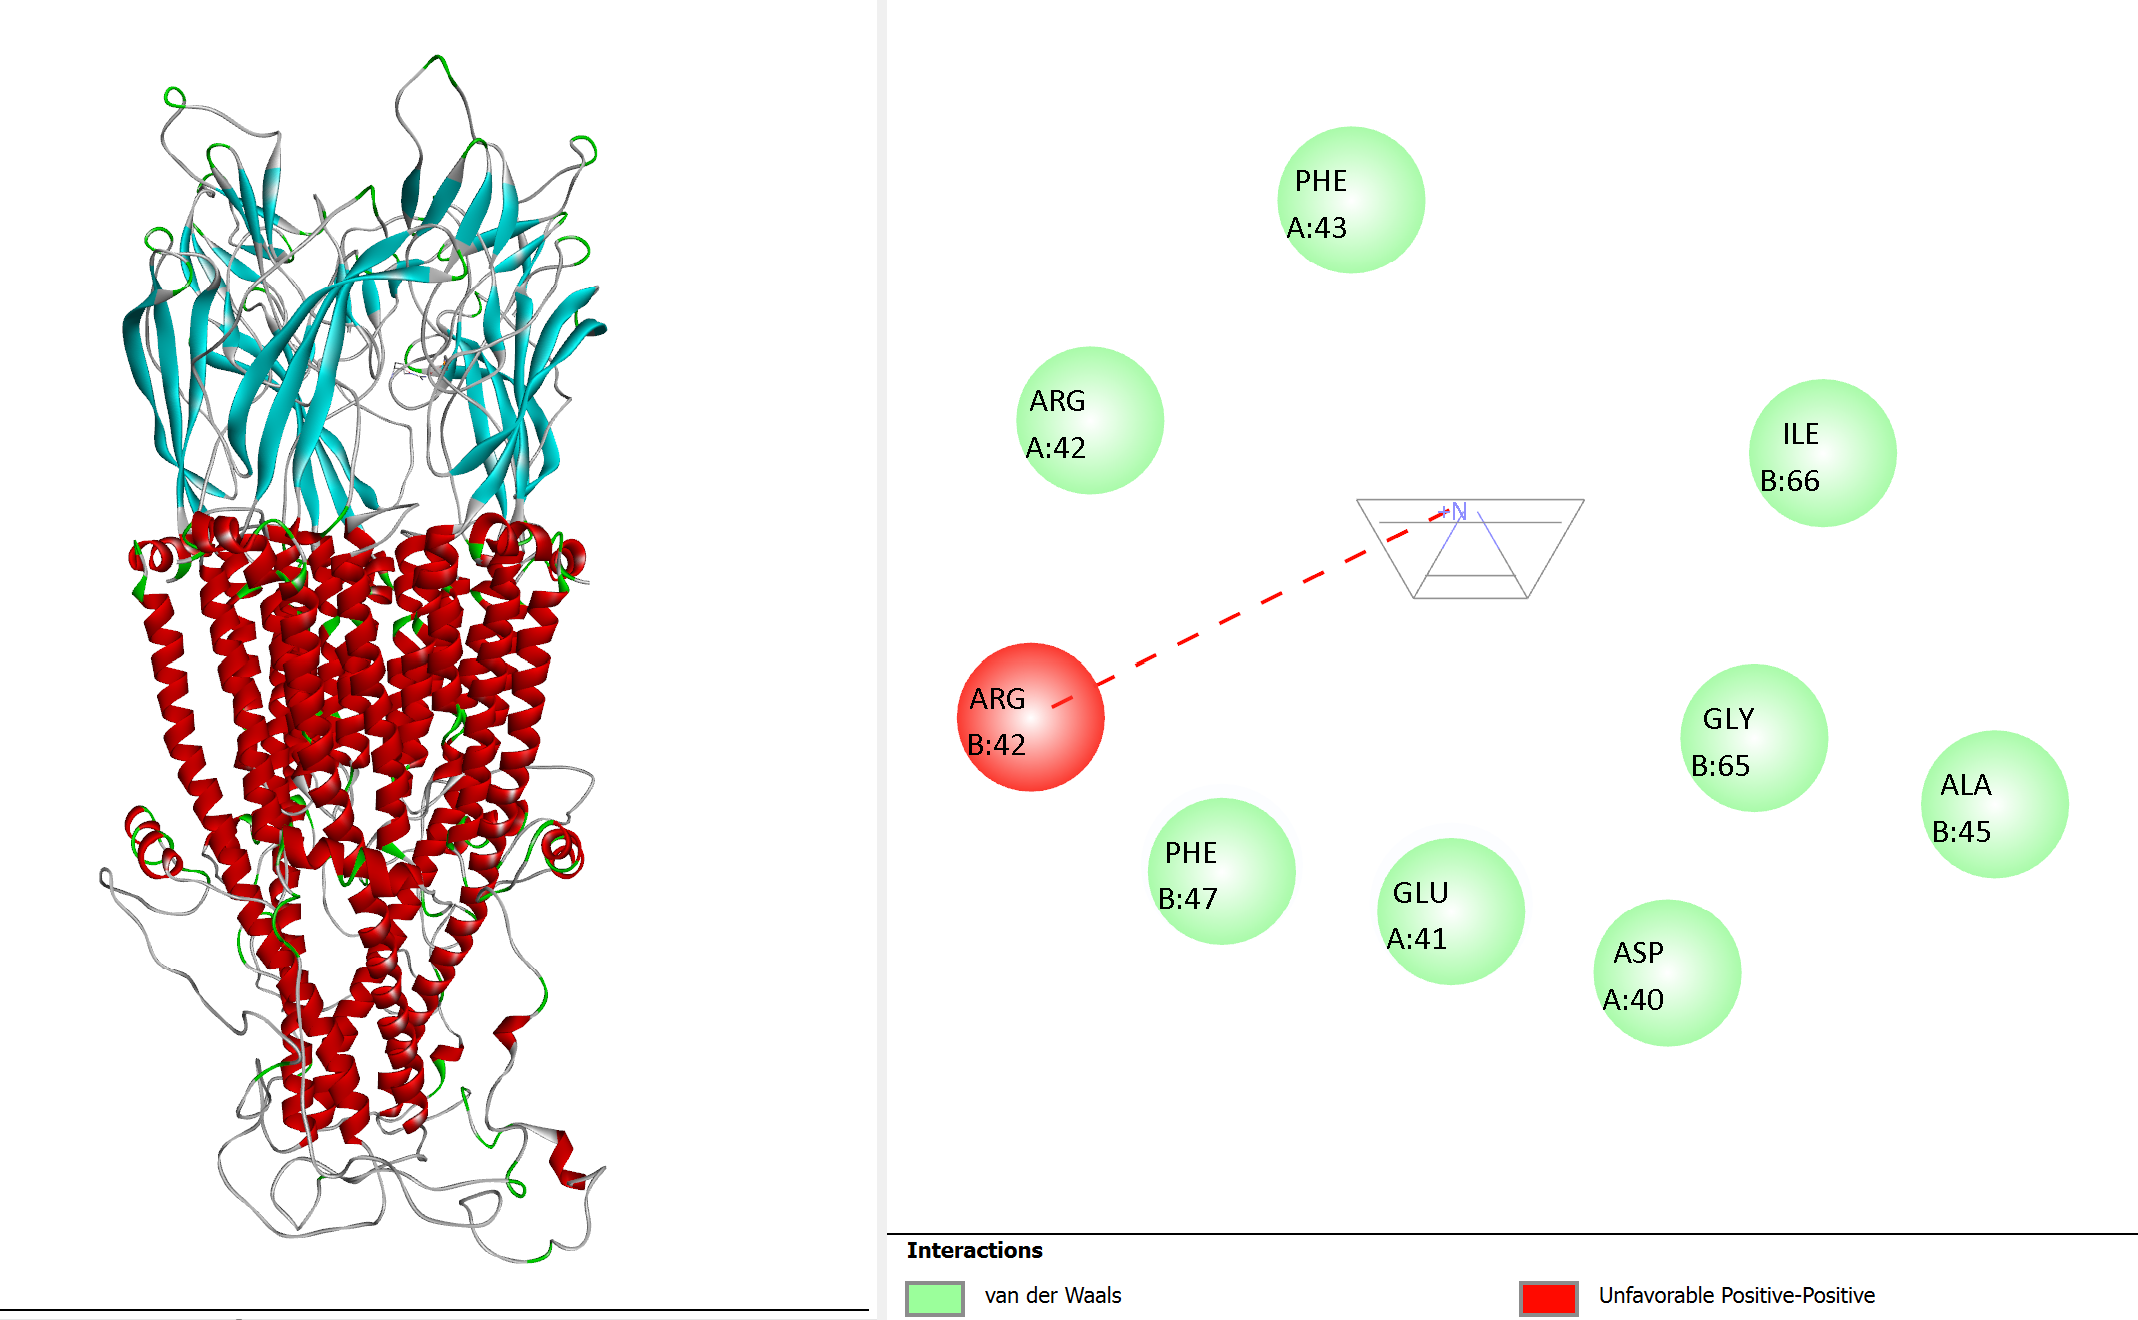 PHE
A:43
ARG
A:42
ILE
B:66
+N
ARG
B:42
GLY
B:65
ALA
B:45
PHE
B:47
GLU
A:41
ASP
A:40
Interactions
van der Waals
Unfavorable Positive-Positive